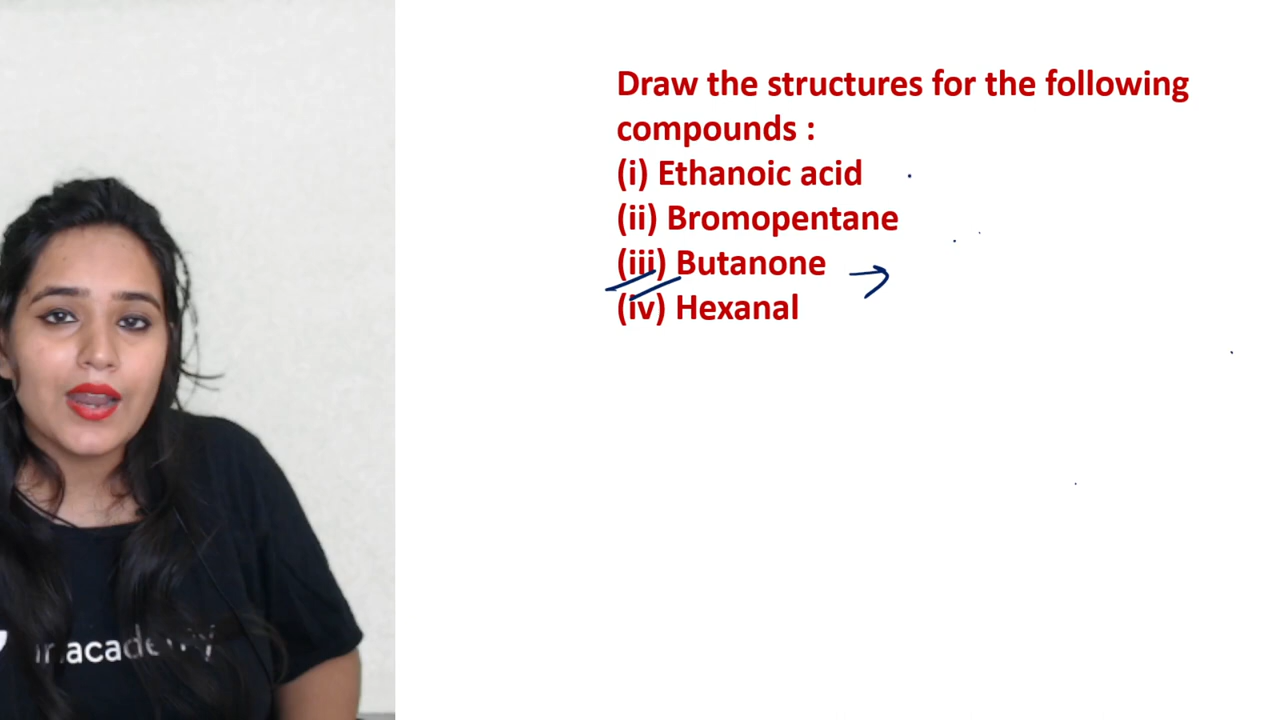 Draw the structures for the following
compounds :
(i) Ethanoic acid
(ii) Bromopentane
(iii) Butanone
(iv) Hexanal